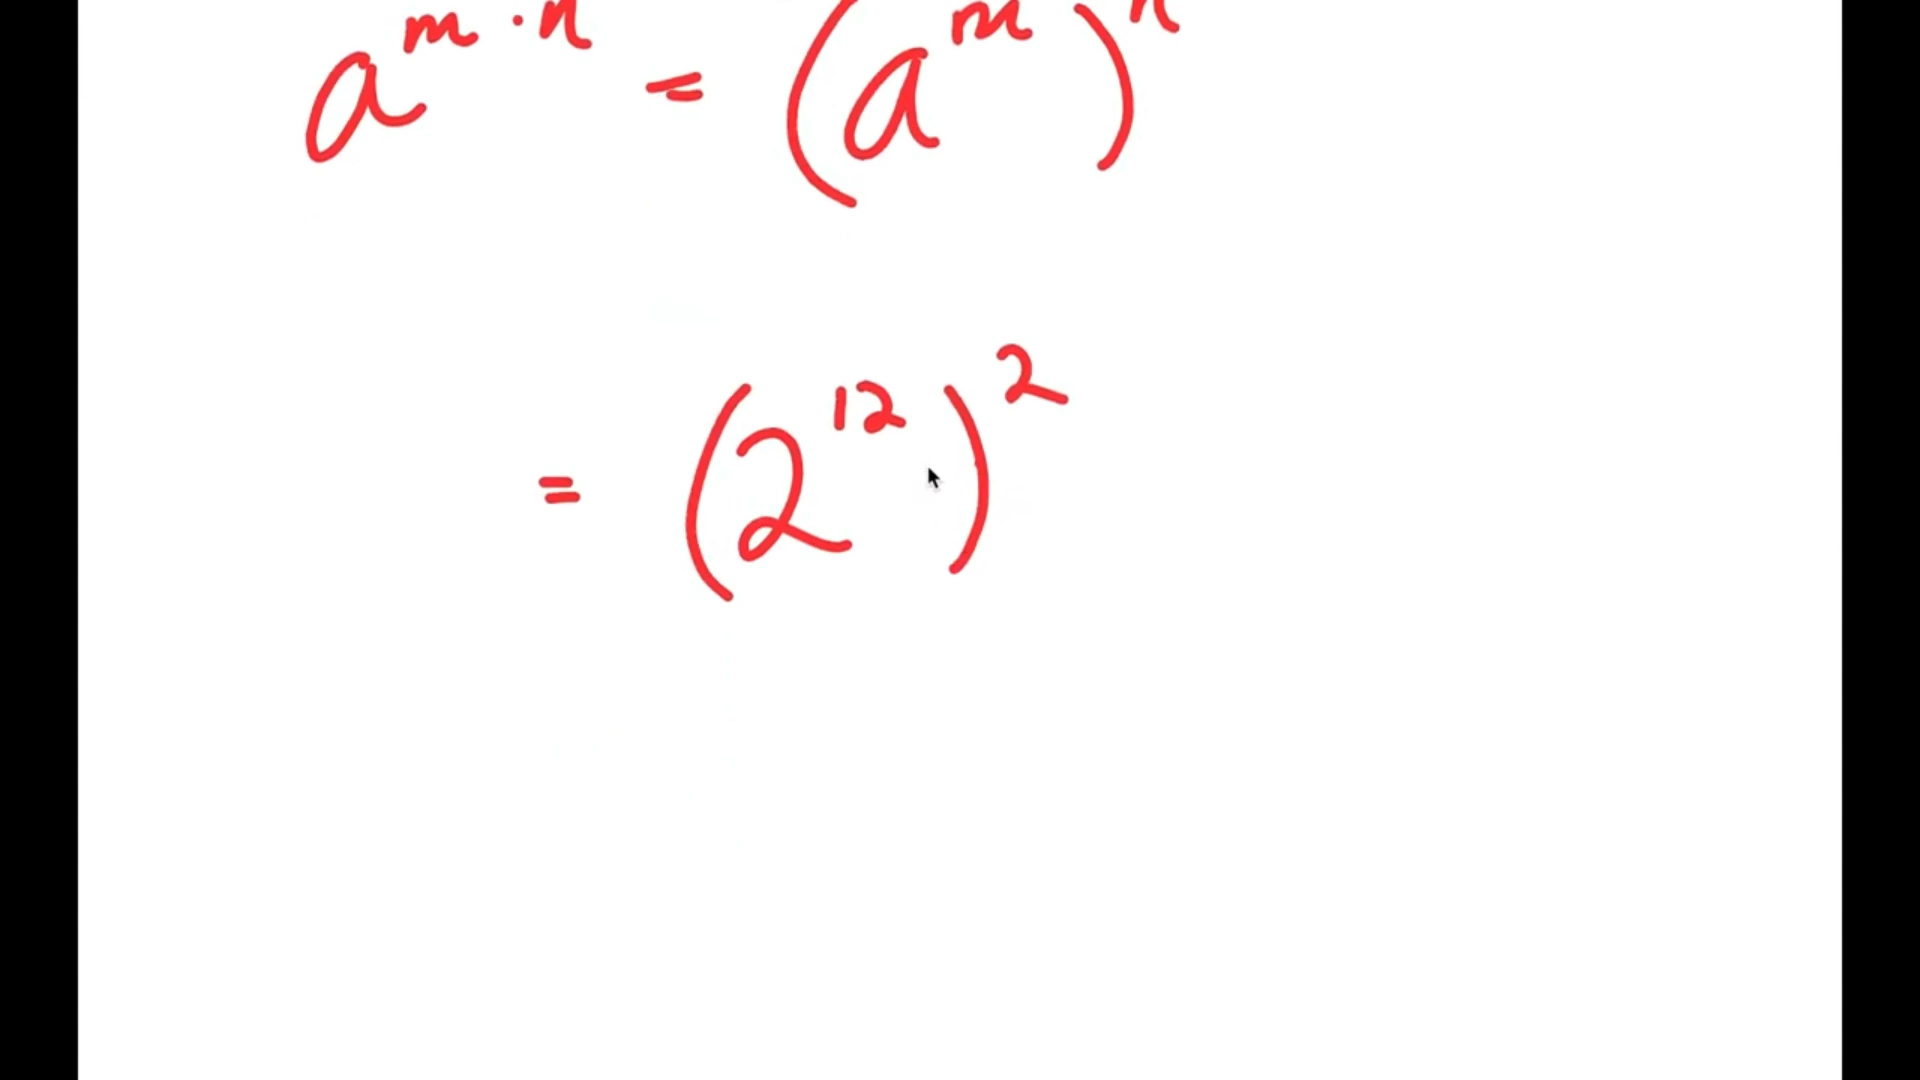 a^{m·n} = (a^m)^n
= (2^{12})^2